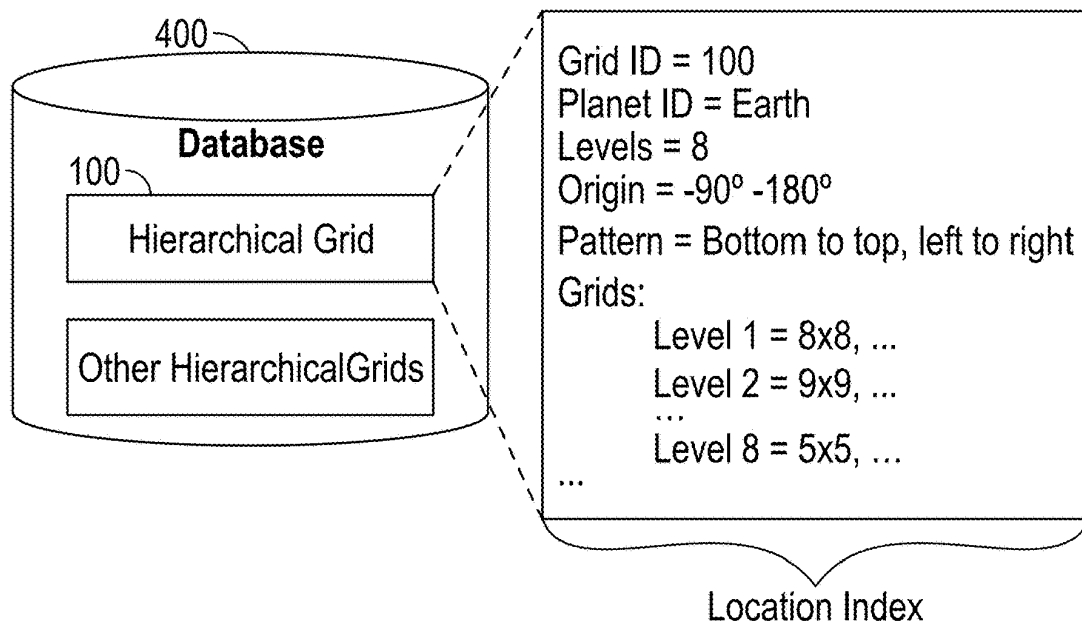 400
Database
100
Hierarchical Grid
Other HierarchicalGrids
Grid ID = 100
Planet ID = Earth
Levels = 8
Origin = -90º -180º
Pattern = Bottom to top, left to right
Grids:
Level 1 = 8x8, ...
Level 2 = 9x9, ...
...
Level 8 = 5x5, ...
...
Location Index